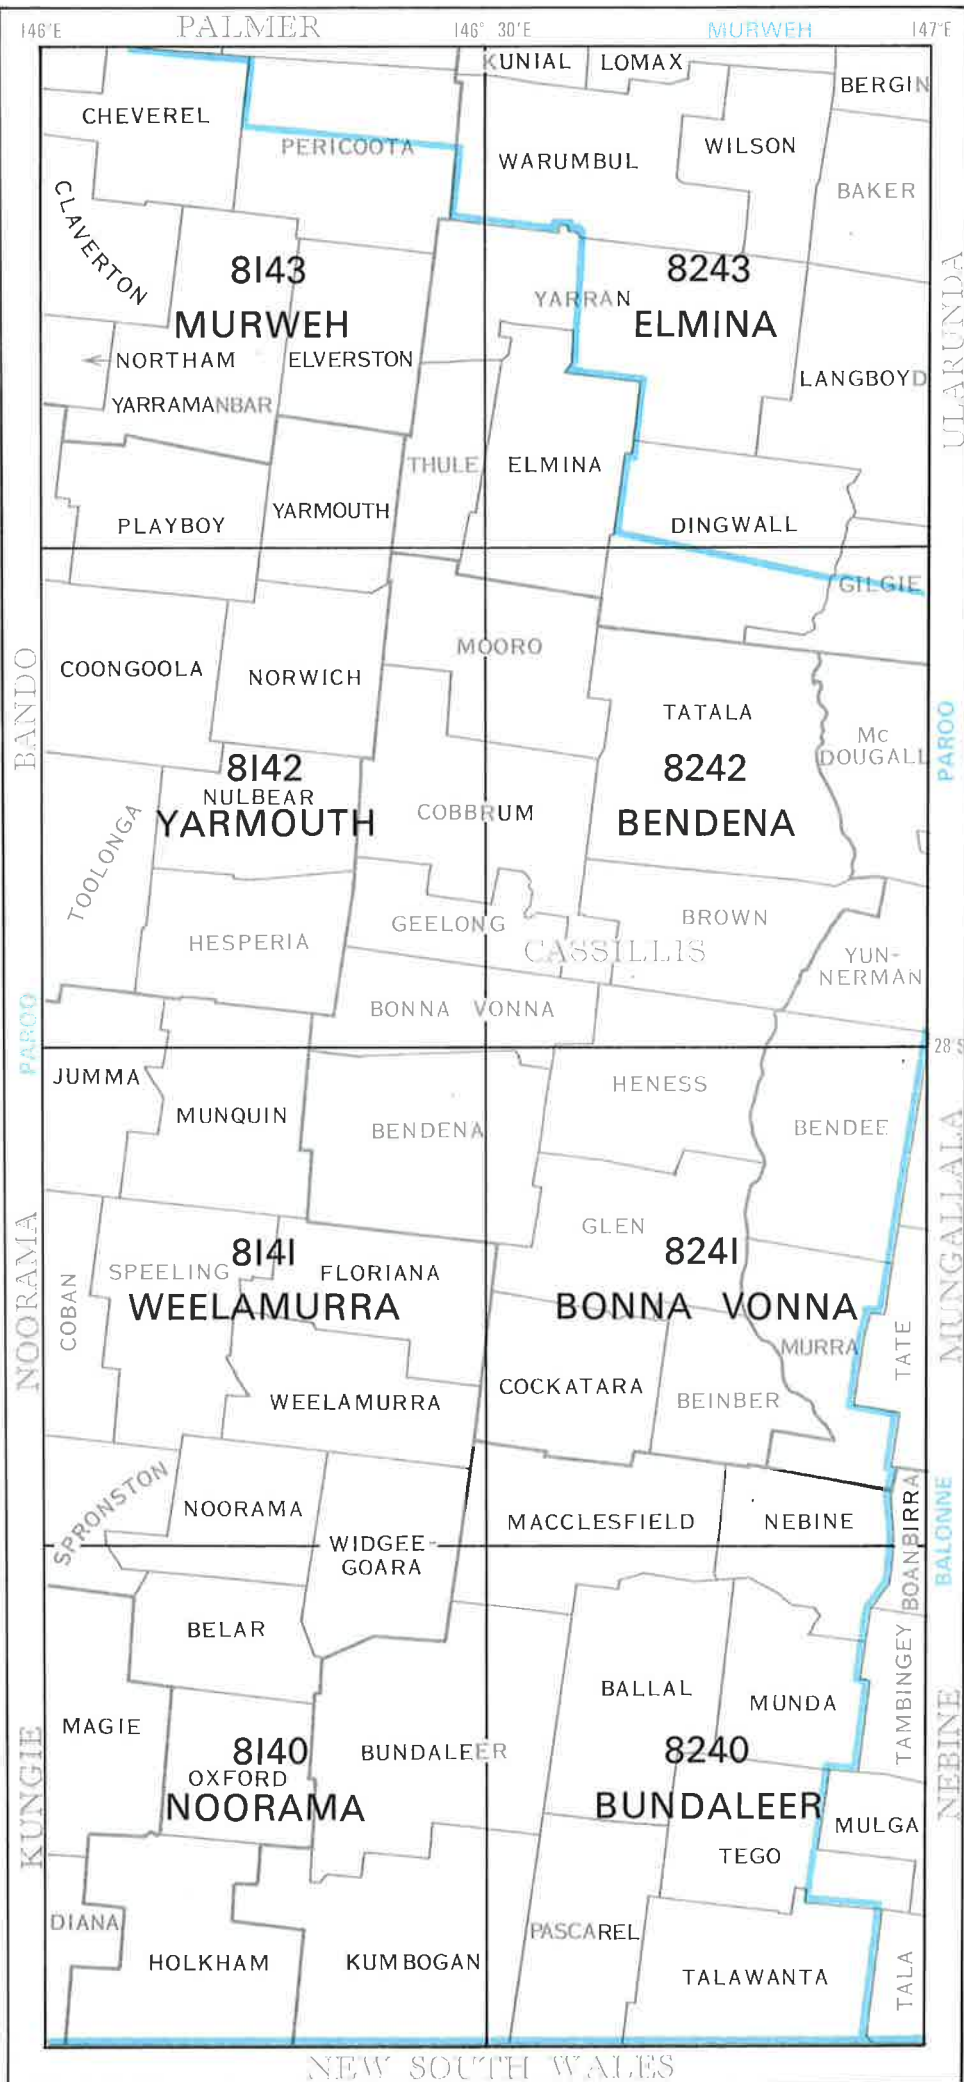 146°E
PALMER
146° 30'E
MURWEH
147°E
KUNIAL
LOMAX
BERGIN
CHEVEREL
PERICOOTA
WARUMBUL
WILSON
BAKER
CLAVERTON
8143
MURWEH
8243
ELMINA
YARRAN
ULARUNDA
NORTHAM
ELVERSTON
LANGBOYD
YARRAMANBAR
THULE
ELMINA
PLAYBOY
YARMOUTH
DINGWALL
GILGIE
MOORO
COONGOOLA
NORWICH
BANDO
TATALA
Mc
DOUGALL
PAROO
8142
NULBEAR
YARMOUTH
8242
BENDENA
COBBRUM
TOOLONGA
HESPERIA
GEELONG
CASSILLIS
BROWN
YUN-
NERMAN
PAROO
BONNA VONNA
28°S
JUMMA
MUNQUIN
BENDENA
HENESS
BENDEE
GLEN
NOORAMA
COBAN
SPEELING
8141
WEELAMURRA
FLORIANA
8241
BONNA VONNA
MUNGALLALA
MURRA
TATE
WEELAMURRA
COCKATARA
BEINBER
SPRONSTON
NOORAMA
WIDGEE-
GOARA
MACCLESFIELD
NEBINE
BOANBIRRA
BALONNE
BELAR
BALLAL
MUNDA
TAMBINGEY
MAGIE
8140
OXFORD
NOORAMA
BUNDALEER
8240
BUNDALEER
NEBINE
KUNGIE
MULGA
TEGO
DIANA
HOLKHAM
KUMBOGAN
PASCAREL
TALAWANTA
TALA
NEW SOUTH WALES